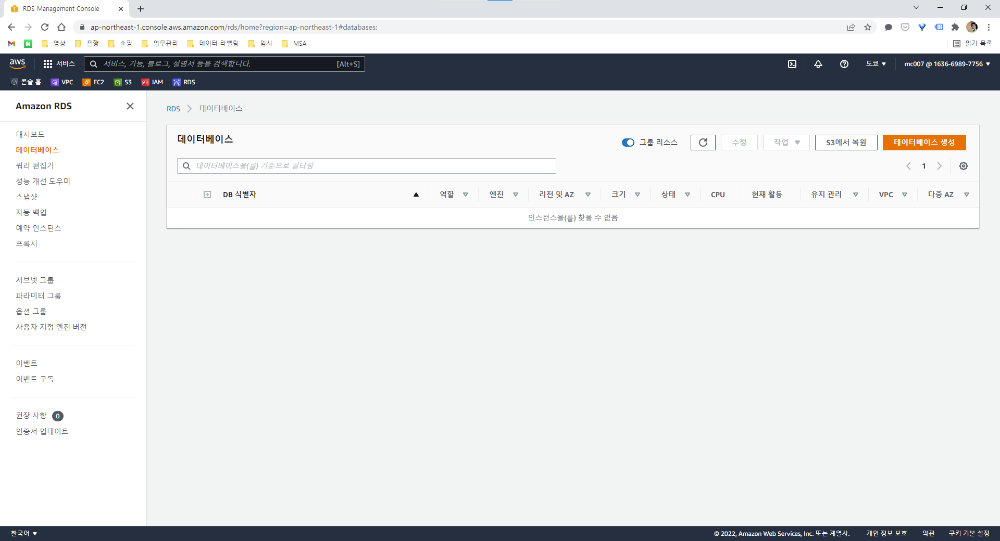 RDS Management Console
ap-northeast-1.console.aws.amazon.com/rds/home?region=ap-northeast-1#databases:
영상 은행 쇼핑 업무관리 데이터 라벨링 임시 MSA 읽기 목록
aws 서비스 서비스, 기능, 블로그, 설명서 등을 검색합니다. [Alt+S] 도쿄 mc007 @ 1636-6989-7756
콘솔 홈 VPC EC2 S3 IAM RDS
Amazon RDS
대시보드
데이터베이스
쿼리 편집기
성능 개선 도우미
스냅샷
자동 백업
예약 인스턴스
프록시
서브넷 그룹
파라미터 그룹
옵션 그룹
사용자 지정 엔진 버전
이벤트
이벤트 구독
권장 사항 0
인증서 업데이트
RDS 데이터베이스
데이터베이스
그룹 리소스 수정 작업 S3에서 복원 데이터베이스 생성
데이터베이스을(를) 기준으로 필터링 1
DB 식별자 역할 엔진 리전 및 AZ 크기 상태 CPU 현재 활동 유지 관리 VPC 다중 AZ
인스턴스을(를) 찾을 수 없음
한국어 © 2022, Amazon Web Services, Inc. 또는 계열사. 개인 정보 보호 약관 쿠키 기본 설정